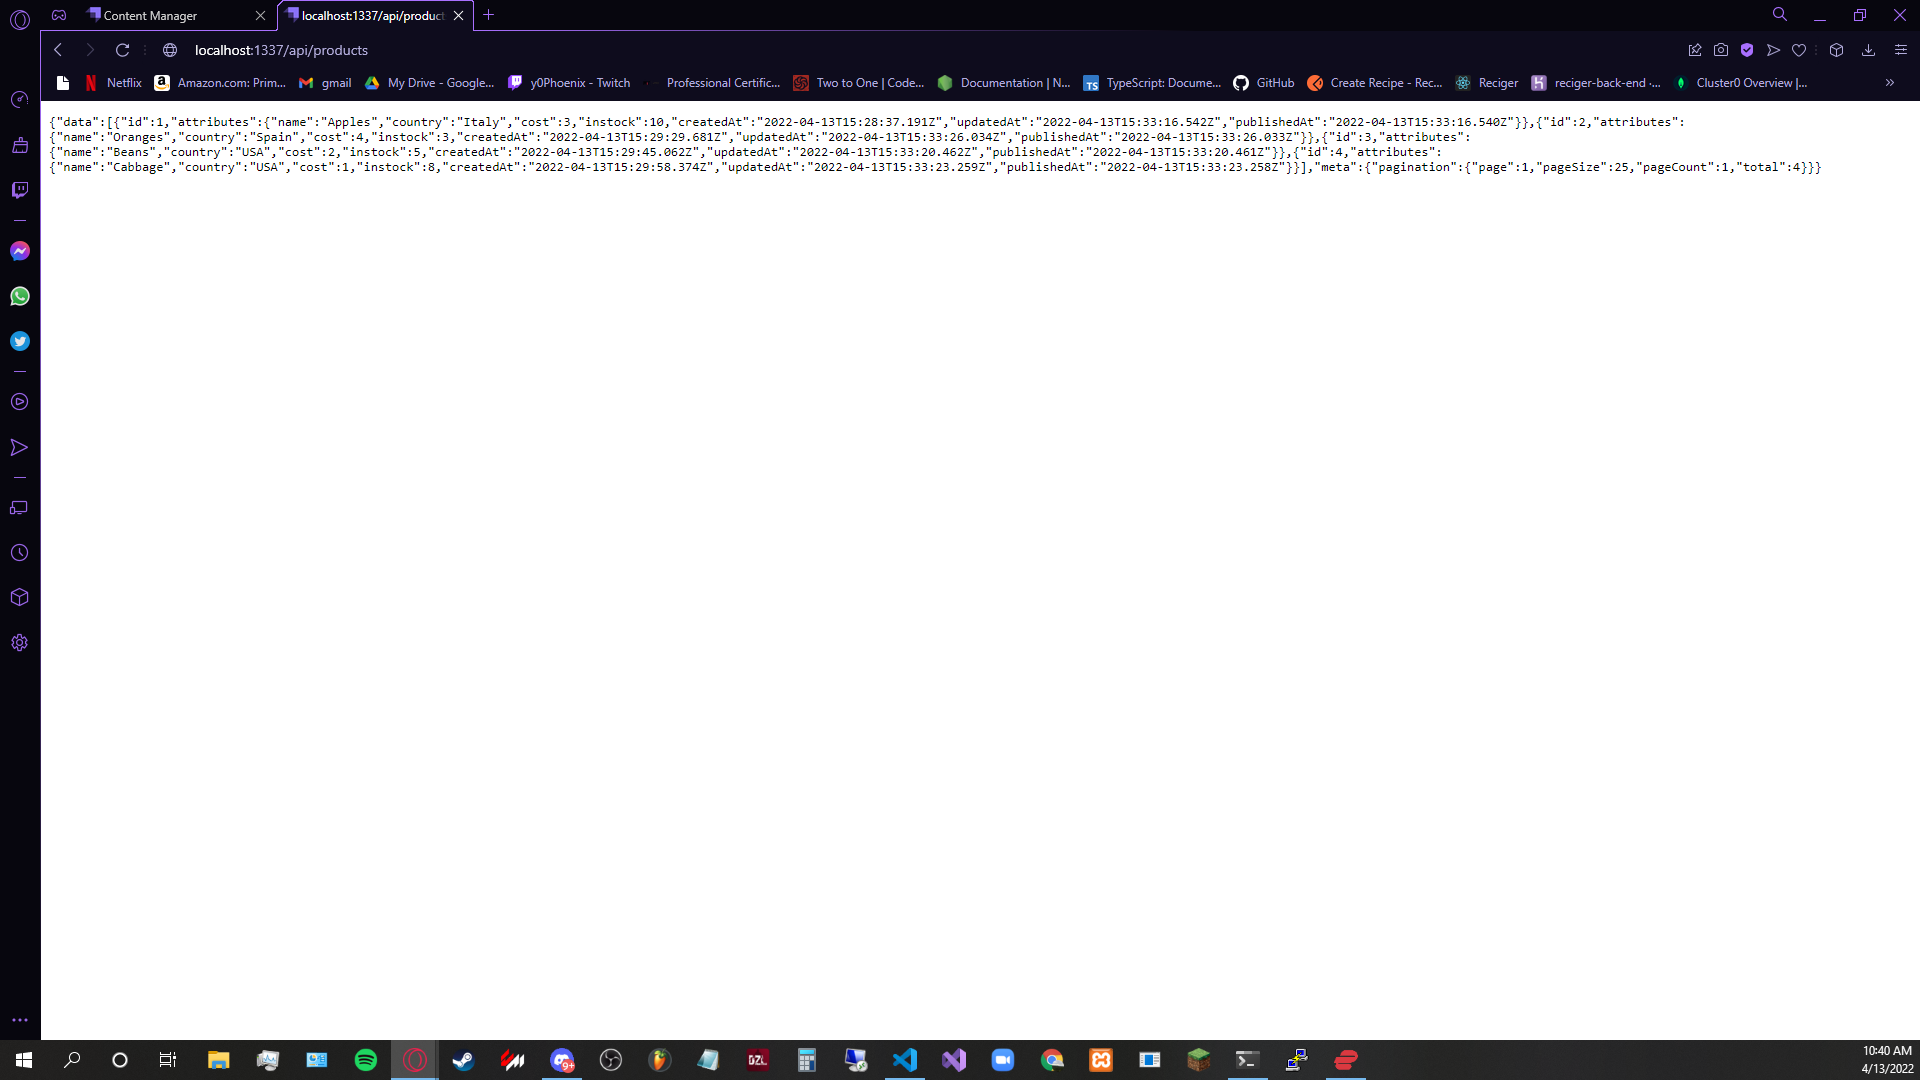 Content Manager
localhost:1337/api/product
localhost:1337/api/products
Netflix
Amazon.com: Prim...
gmail
My Drive - Google...
y0Phoenix - Twitch
Professional Certific...
Two to One | Code...
Documentation | N...
TS TypeScript: Docume...
GitHub
Create Recipe - Rec...
Reciger
reciger-back-end ·...
Cluster0 Overview |...
{"data":[{"id":1,"attributes":{"name":"Apples","country":"Italy","cost":3,"instock":10,"createdAt":"2022-04-13T15:28:37.191Z","updatedAt":"2022-04-13T15:33:16.542Z","publishedAt":"2022-04-13T15:33:16.540Z"}},{"id":2,"attributes":
{"name":"Oranges","country":"Spain","cost":4,"instock":3,"createdAt":"2022-04-13T15:29:29.681Z","updatedAt":"2022-04-13T15:33:26.034Z","publishedAt":"2022-04-13T15:33:26.033Z"}},{"id":3,"attributes":
{"name":"Beans","country":"USA","cost":2,"instock":5,"createdAt":"2022-04-13T15:29:45.062Z","updatedAt":"2022-04-13T15:33:20.462Z","publishedAt":"2022-04-13T15:33:20.461Z"}},{"id":4,"attributes":
{"name":"Cabbage","country":"USA","cost":1,"instock":8,"createdAt":"2022-04-13T15:29:58.374Z","updatedAt":"2022-04-13T15:33:23.259Z","publishedAt":"2022-04-13T15:33:23.258Z"}}],"meta":{"pagination":{"page":1,"pageSize":25,"pageCount":1,"total":4}}}
9+
DZL
10:40 AM
4/13/2022